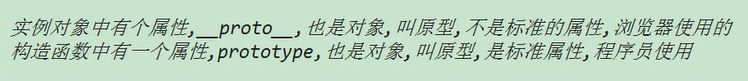 实例对象中有个属性,__proto__,也是对象,叫原型,不是标准的属性,浏览器使用的
构造函数中有一个属性,prototype,也是对象,叫原型,是标准属性,程序员使用